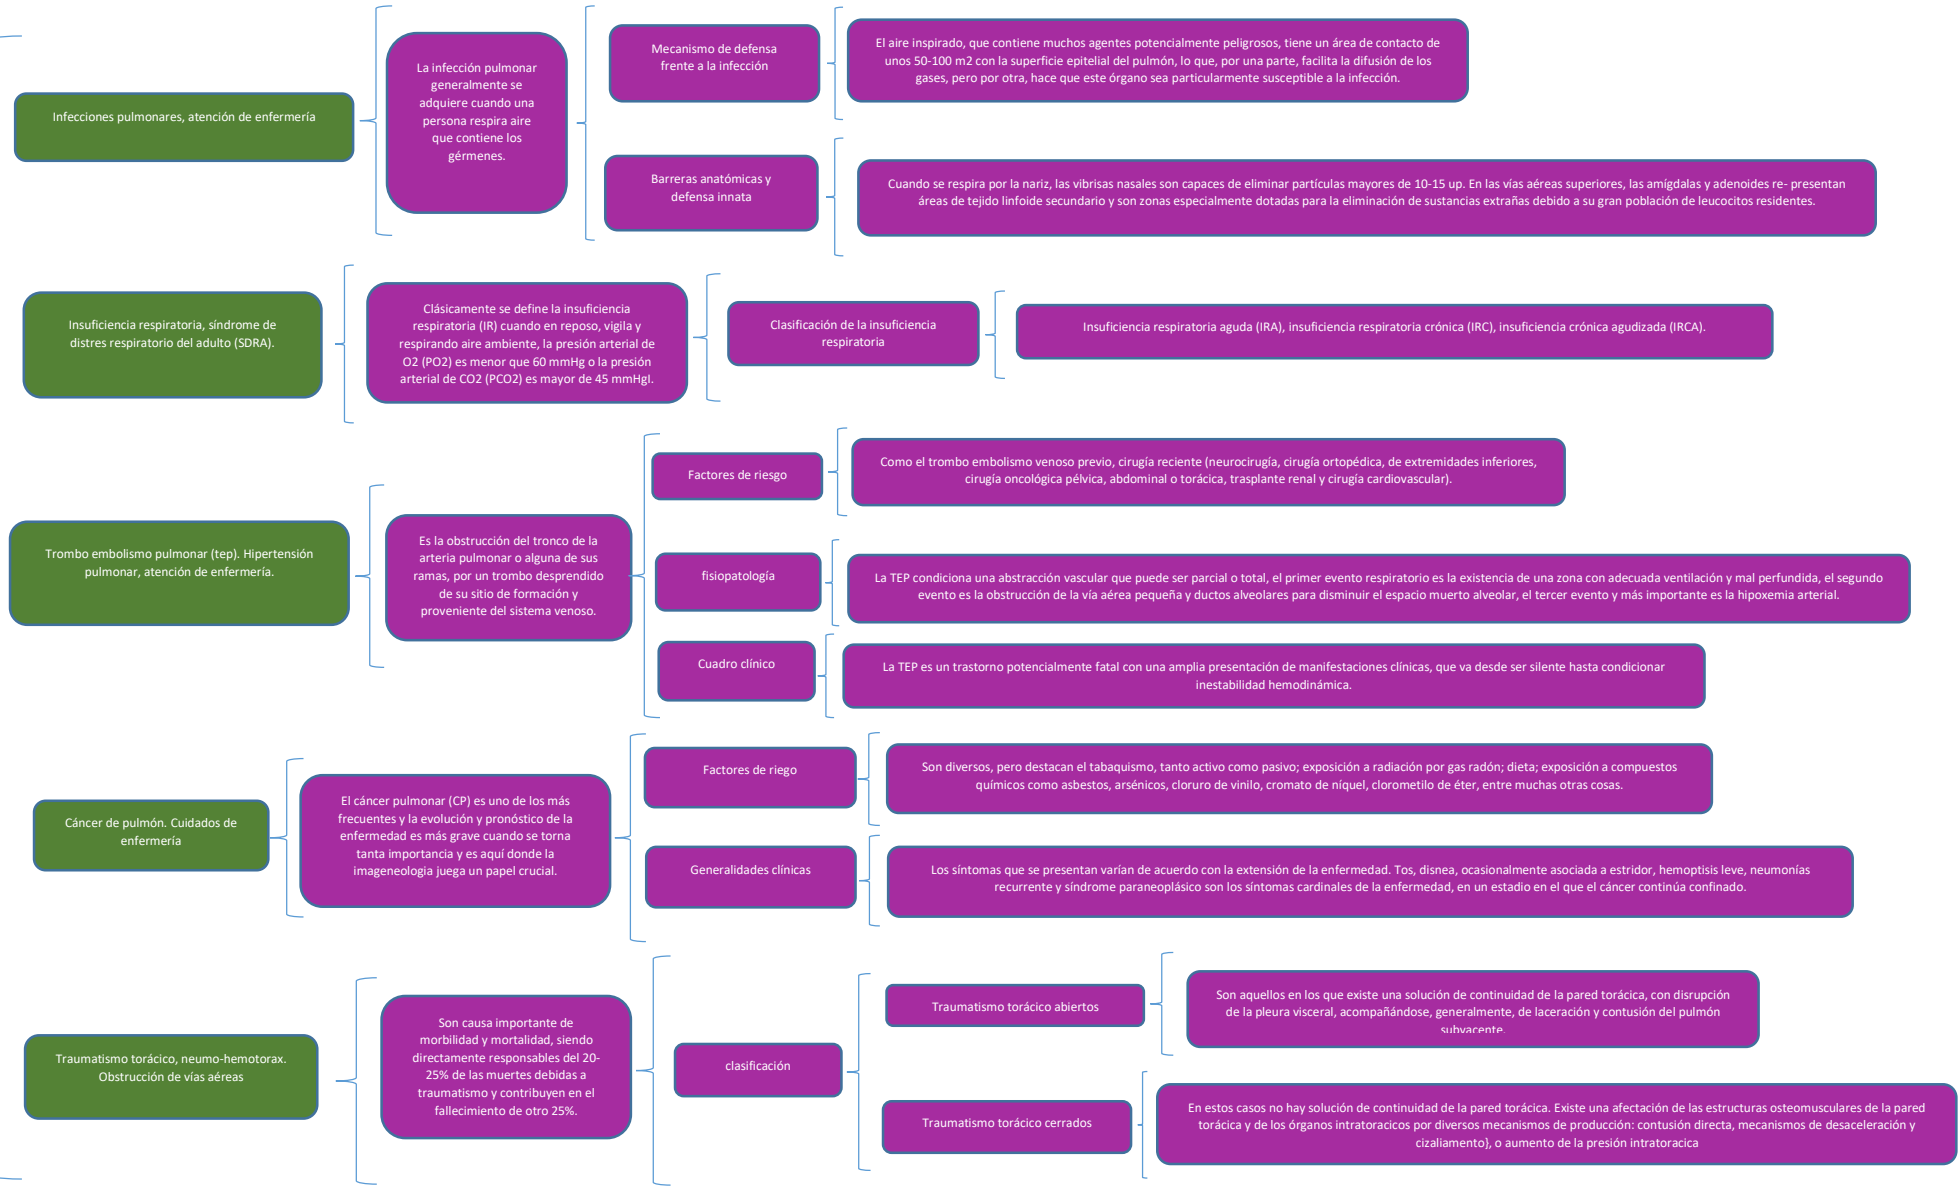 Infecciones pulmonares, atención de enfermería
La infección pulmonar
generalmente se
adquiere cuando una
persona respira aire
que contiene los
gérmenes.
Mecanismo de defensa
frente a la infección
El aire inspirado, que contiene muchos agentes potencialmente peligrosos, tiene un área de contacto de
unos 50-100 m2 con la superficie epitelial del pulmón, lo que, por una parte, facilita la difusión de los
gases, pero por otra, hace que este órgano sea particularmente susceptible a la infección.
Barreras anatómicas y
defensa innata
Cuando se respira por la nariz, las vibrisas nasales son capaces de eliminar partículas mayores de 10-15 up. En las vías aéreas superiores, las amígdalas y adenoides re- presentan
áreas de tejido linfoide secundario y son zonas especialmente dotadas para la eliminación de sustancias extrañas debido a su gran población de leucocitos residentes.
Insuficiencia respiratoria, síndrome de
distres respiratorio del adulto (SDRA).
Clásicamente se define la insuficiencia
respiratoria (IR) cuando en reposo, vigila y
respirando aire ambiente, la presión arterial de
O2 (PO2) es menor que 60 mmHg o la presión
arterial de CO2 (PCO2) es mayor de 45 mmHgI.
Clasificación de la insuficiencia
respiratoria
Insuficiencia respiratoria aguda (IRA), insuficiencia respiratoria crónica (IRC), insuficiencia crónica agudizada (IRCA).
Trombo embolismo pulmonar (tep). Hipertensión
pulmonar, atención de enfermería.
Es la obstrucción del tronco de la
arteria pulmonar o alguna de sus
ramas, por un trombo desprendido
de su sitio de formación y
proveniente del sistema venoso.
Factores de riesgo
Como el trombo embolismo venoso previo, cirugía reciente (neurocirugía, cirugía ortopédica, de extremidades inferiores,
cirugía oncológica pélvica, abdominal o torácica, trasplante renal y cirugía cardiovascular).
fisiopatología
La TEP condiciona una abstracción vascular que puede ser parcial o total, el primer evento respiratorio es la existencia de una zona con adecuada ventilación y mal perfundida, el segundo
evento es la obstrucción de la vía aérea pequeña y ductos alveolares para disminuir el espacio muerto alveolar, el tercer evento y más importante es la hipoxemia arterial.
Cuadro clínico
La TEP es un trastorno potencialmente fatal con una amplia presentación de manifestaciones clínicas, que va desde ser silente hasta condicionar
inestabilidad hemodinámica.
Cáncer de pulmón. Cuidados de
enfermería
El cáncer pulmonar (CP) es uno de los más
frecuentes y la evolución y pronóstico de la
enfermedad es más grave cuando se torna
tanta importancia y es aquí donde la
imageneologia juega un papel crucial.
Factores de riego
Son diversos, pero destacan el tabaquismo, tanto activo como pasivo; exposición a radiación por gas radón; dieta; exposición a compuestos
químicos como asbestos, arsénicos, cloruro de vinilo, cromato de níquel, clorometilo de éter, entre muchas otras cosas.
Generalidades clínicas
Los síntomas que se presentan varían de acuerdo con la extensión de la enfermedad. Tos, disnea, ocasionalmente asociada a estridor, hemoptisis leve, neumonías
recurrente y síndrome paraneoplásico son los síntomas cardinales de la enfermedad, en un estadio en el que el cáncer continúa confinado.
Traumatismo torácico, neumo-hemotorax.
Obstrucción de vías aéreas
Son causa importante de
morbilidad y mortalidad, siendo
directamente responsables del 20-
25% de las muertes debidas a
traumatismo y contribuyen en el
fallecimiento de otro 25%.
clasificación
Traumatismo torácico abiertos
Son aquellos en los que existe una solución de continuidad de la pared torácica, con disrupción
de la pleura visceral, acompañándose, generalmente, de laceración y contusión del pulmón
subyacente.
Traumatismo torácico cerrados
En estos casos no hay solución de continuidad de la pared torácica. Existe una afectación de las estructuras osteomusculares de la pared
torácica y de los órganos intratoracicos por diversos mecanismos de producción: contusión directa, mecanismos de desaceleración y
cizaliamento}, o aumento de la presión intratoracica